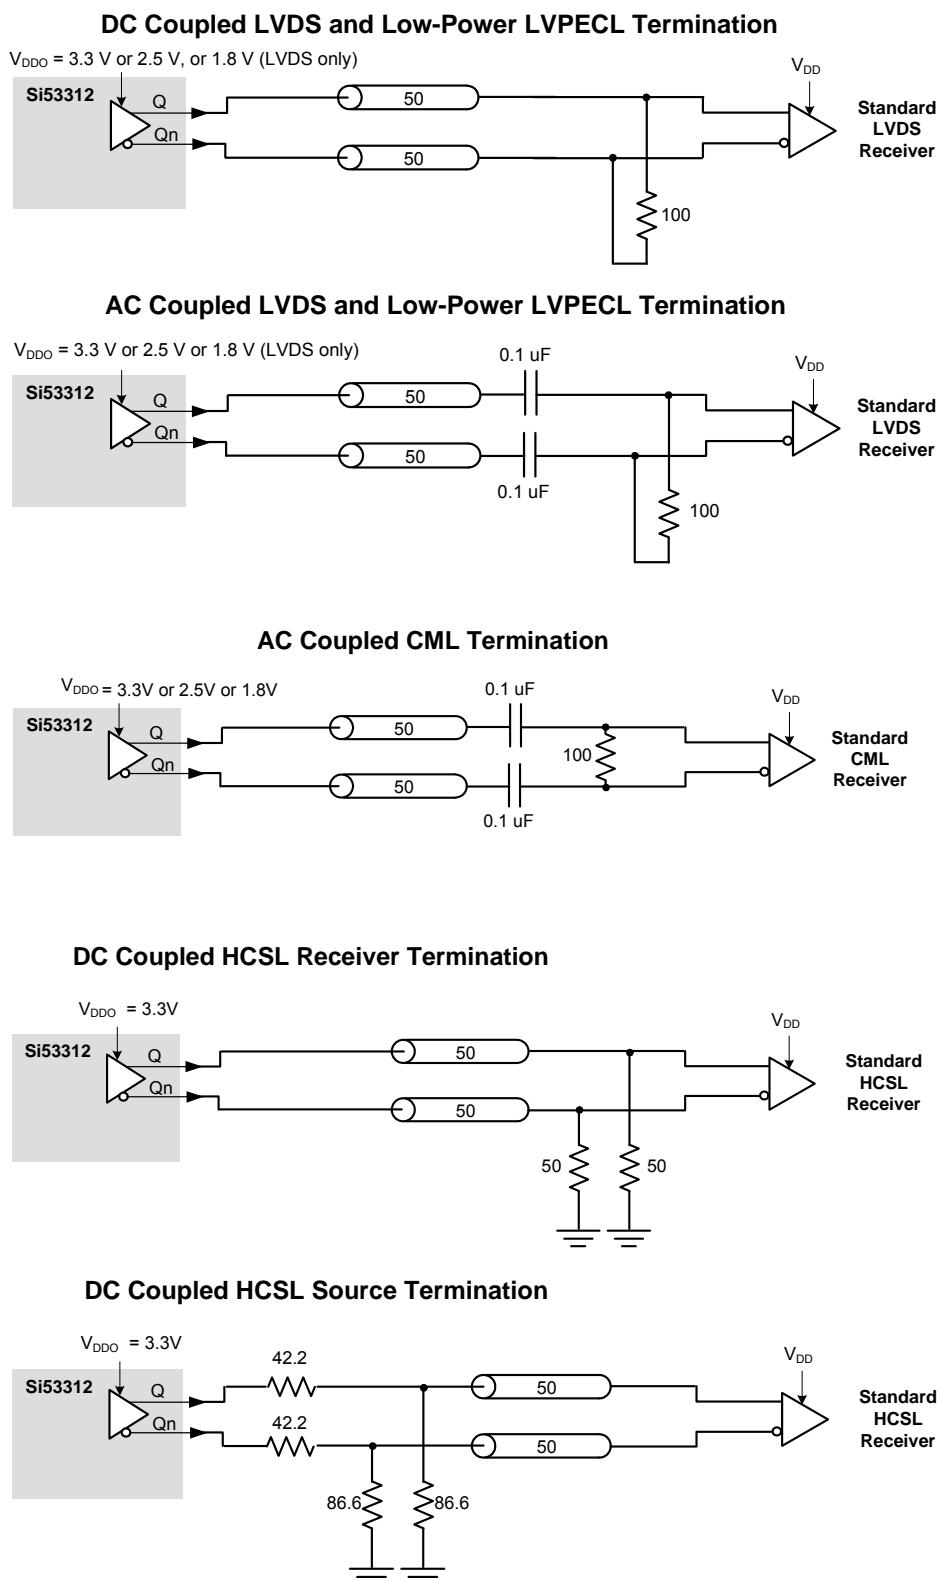 DC Coupled LVDS and Low-Power LVPECL Termination
VDDO = 3.3 V or 2.5 V, or 1.8 V (LVDS only)
Si53312
Q
Qn
50
50
100
VDD
Standard
LVDS
Receiver
AC Coupled LVDS and Low-Power LVPECL Termination
VDDO = 3.3 V or 2.5 V or 1.8 V (LVDS only)
Si53312
Q
Qn
50
50
0.1 uF
0.1 uF
100
VDD
Standard
LVDS
Receiver
AC Coupled CML Termination
VDDO = 3.3V or 2.5V or 1.8V
Si53312
Q
Qn
50
50
0.1 uF
0.1 uF
100
VDD
Standard
CML
Receiver
DC Coupled HCSL Receiver Termination
VDDO = 3.3V
Si53312
Q
Qn
50
50
50
50
VDD
Standard
HCSL
Receiver
DC Coupled HCSL Source Termination
VDDO = 3.3V
Si53312
Q
Qn
42.2
42.2
86.6
86.6
50
50
VDD
Standard
HCSL
Receiver